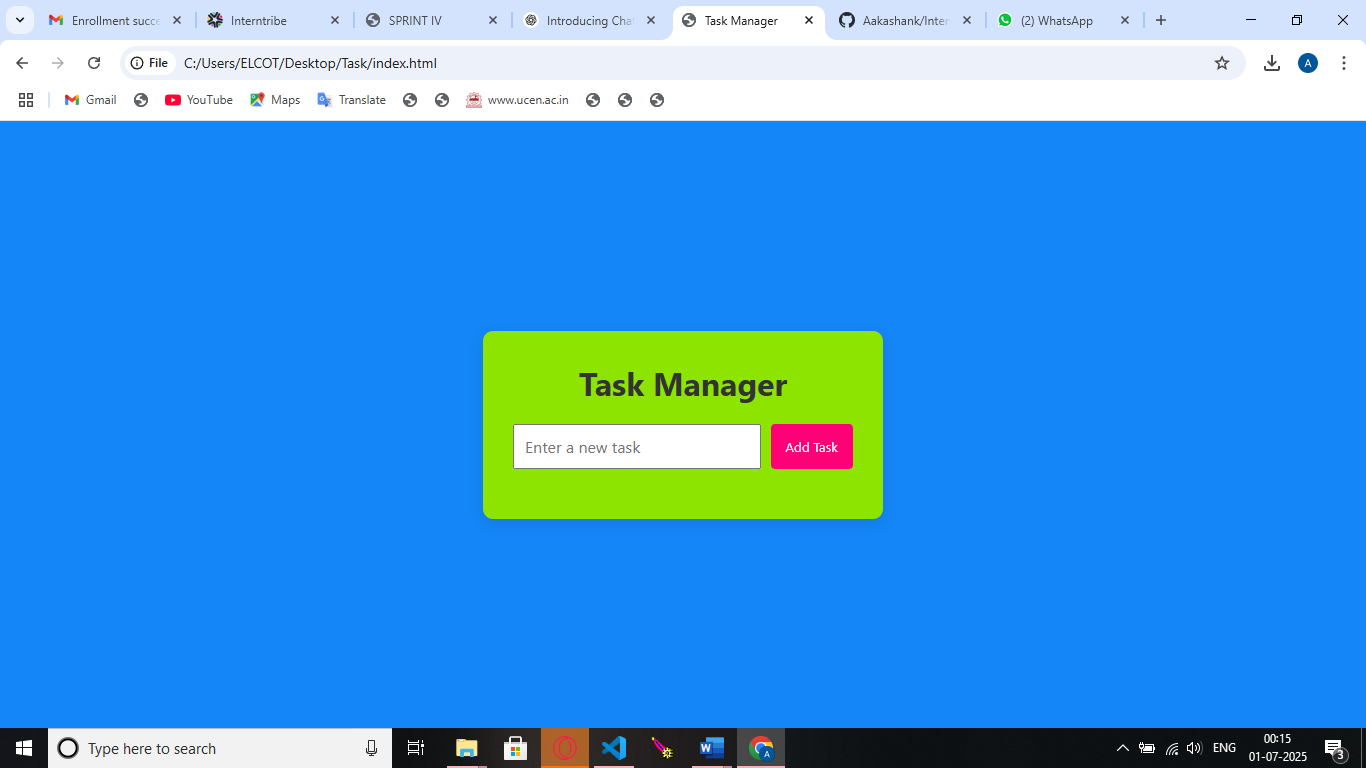 Enrollment succe
Interntribe
SPRINT IV
Introducing Cha
Task Manager
Aakashank/Inter
(2) WhatsApp
File C:/Users/ELCOT/Desktop/Task/index.html
A
Gmail
YouTube
Maps
Translate
www.ucen.ac.in
Task Manager
Enter a new task
Add Task
Type here to search
ENG
00:15
01-07-2025
3